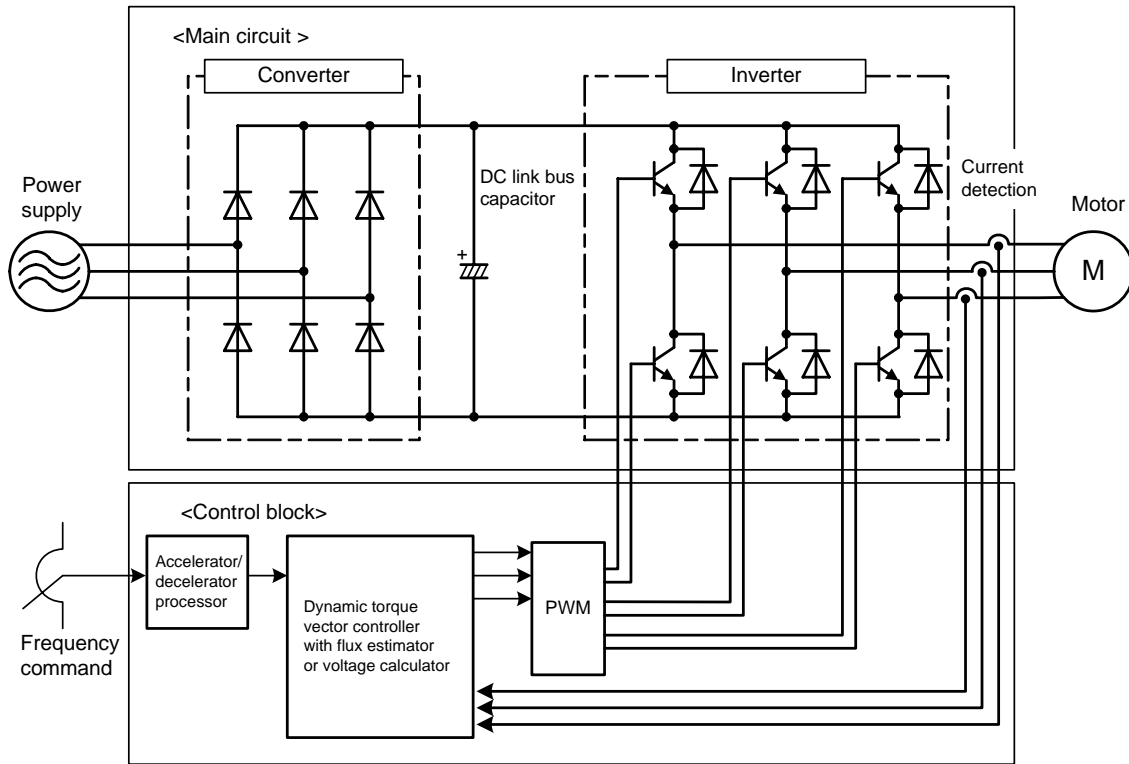 <Main circuit >
Converter
Inverter
Power
supply
DC link bus
capacitor
+
Current
detection
Motor
M
<Control block>
Accelerator/
decelerator
processor
Dynamic torque
vector controller
with flux estimator
or voltage calculator
PWM
Frequency
command